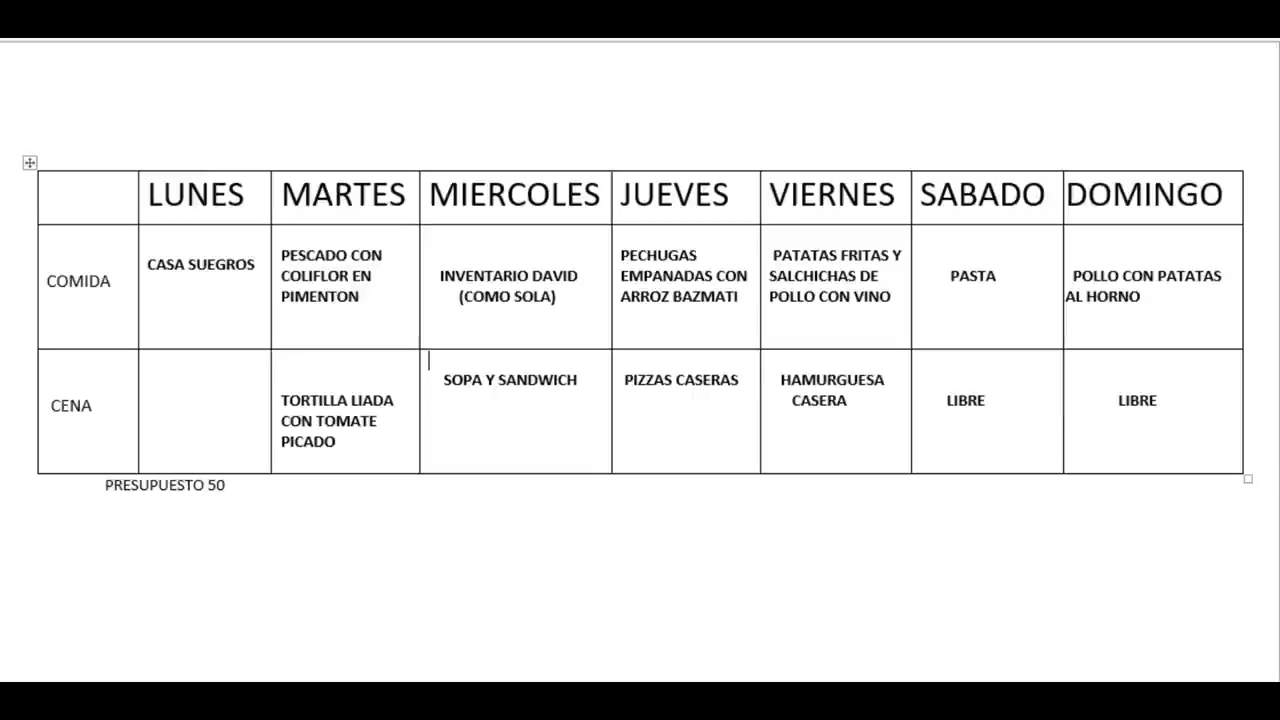 LUNES MARTES MIERCOLES JUEVES VIERNES SABADO DOMINGO
COMIDA
CASA SUEGROS
PESCADO CON
COLIFLOR EN
PIMENTON
INVENTARIO DAVID
(COMO SOLA)
PECHUGAS
EMPANADAS CON
ARROZ BAZMATI
PATATAS FRITAS Y
SALCHICHAS DE
POLLO CON VINO
PASTA
POLLO CON PATATAS
AL HORNO
CENA
TORTILLA LIADA
CON TOMATE
PICADO
SOPA Y SANDWICH
PIZZAS CASERAS
HAMURGUESA
CASERA
LIBRE
LIBRE
PRESUPUESTO 50